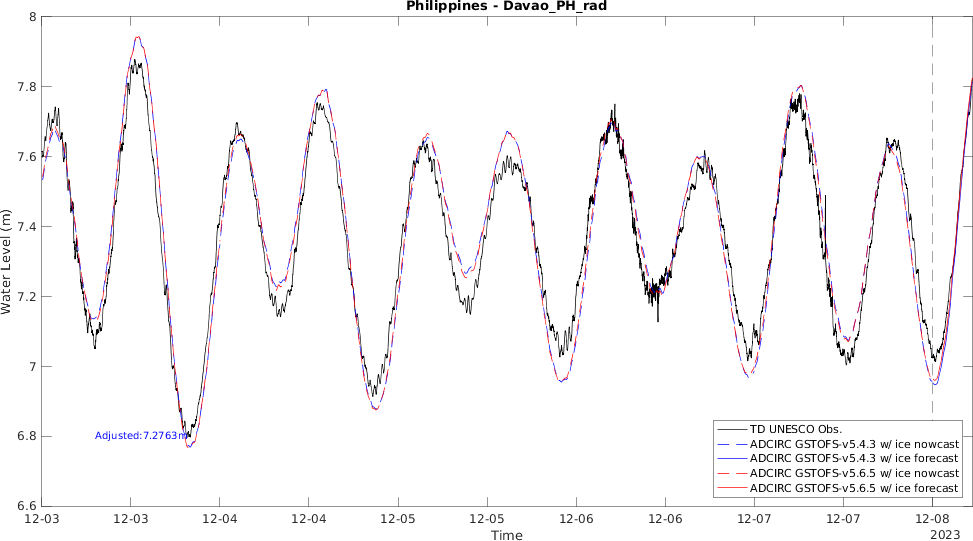 Philippines - Davao_PH_rad
8
7.8
7.6
7.4
7.2
7
6.8
6.6
Water Level (m)
Adjusted:7.2763m
TD UNESCO Obs.
ADCIRC GSTOFS-v5.4.3 w/ ice nowcast
ADCIRC GSTOFS-v5.4.3 w/ ice forecast
ADCIRC GSTOFS-v5.6.5 w/ ice nowcast
ADCIRC GSTOFS-v5.6.5 w/ ice forecast
12-03 12-03 12-04 12-04 12-05 12-05 12-06 12-06 12-07 12-07 12-08
2023
Time